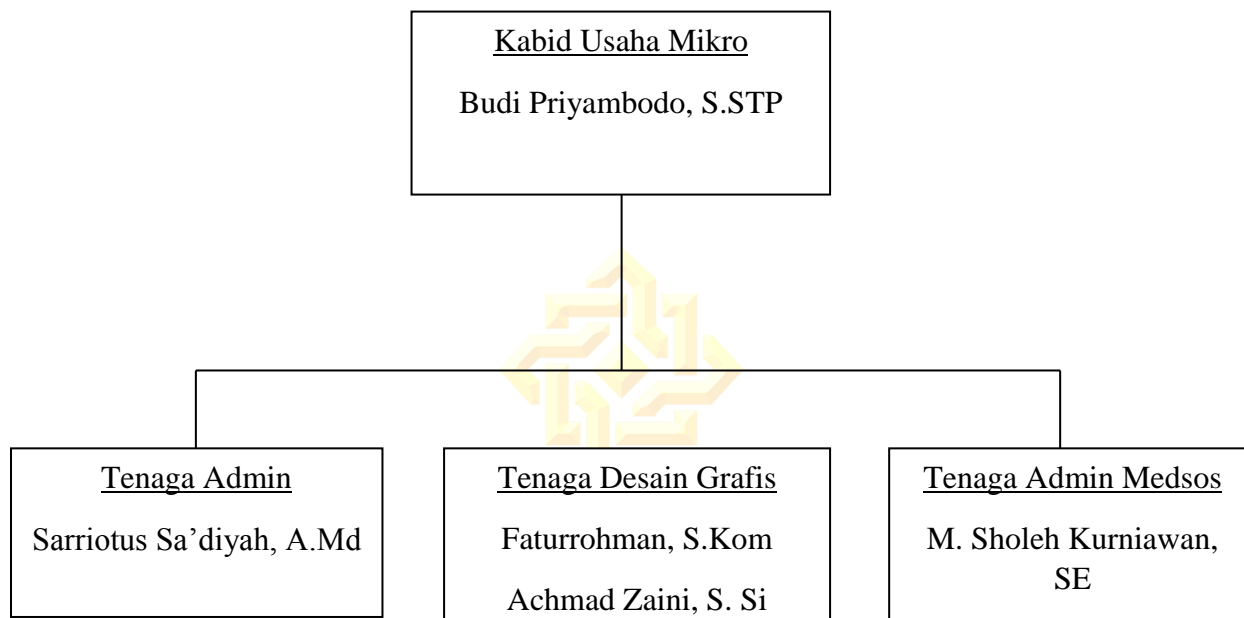 Kabid Usaha Mikro
Budi Priyambodo, S.STP
Tenaga Admin
Sarriotus Sa’diyah, A.Md
Tenaga Desain Grafis
Faturrohman, S.Kom
Achmad Zaini, S. Si
Tenaga Admin Medsos
M. Sholeh Kurniawan,
SE